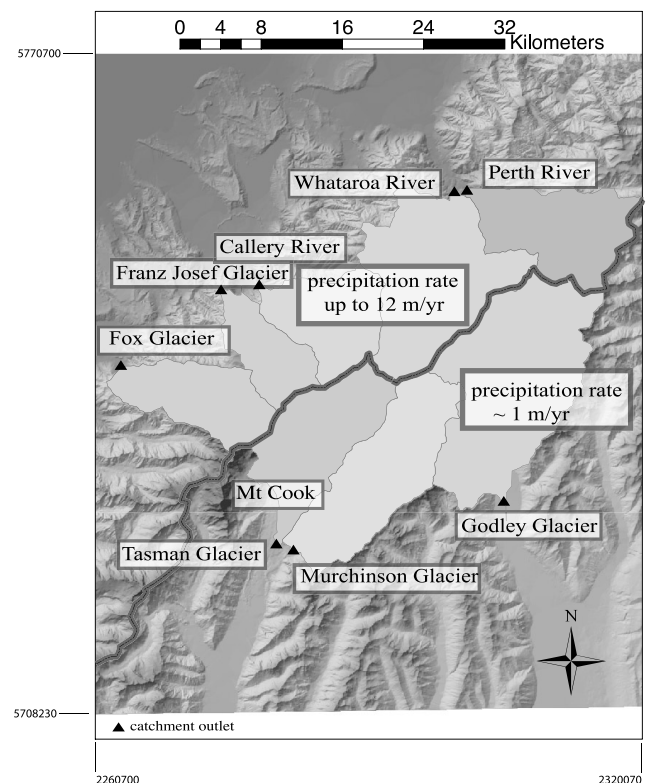 0 4 8 16 24 32
Kilometers
5770700
Whataroa River
Perth River
Callery River
Franz Josef Glacier
precipitation rate
up to 12 m/yr
Fox Glacier
precipitation rate
~ 1 m/yr
Mt Cook
Godley Glacier
Tasman Glacier
Murchinson Glacier
N
5708230
catchment outlet
2260700
2320070